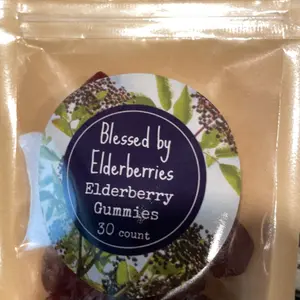 Blessed by
Elderberries
Elderberry
Gummies
30 count